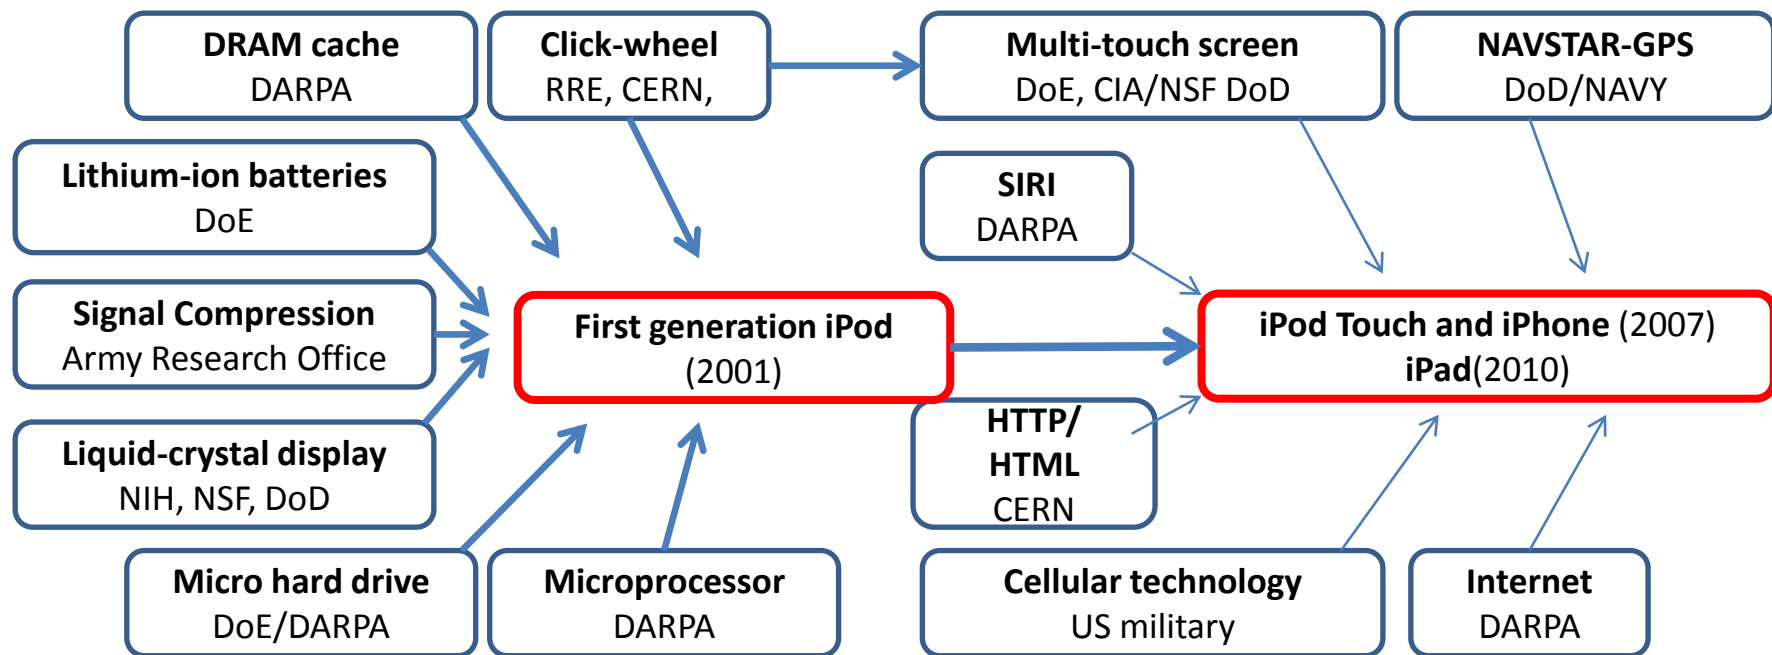 DRAM cache
DARPA
Click-wheel
RRE, CERN,
Multi-touch screen
DoE, CIA/NSF DoD
NAVSTAR-GPS
DoD/NAVY
Lithium-ion batteries
DoE
SIRI
DARPA
Signal Compression
Army Research Office
First generation iPod
(2001)
iPod Touch and iPhone (2007)
iPad(2010)
Liquid-crystal display
NIH, NSF, DoD
HTTP/
HTML
CERN
Micro hard drive
DoE/DARPA
Microprocessor
DARPA
Cellular technology
US military
Internet
DARPA